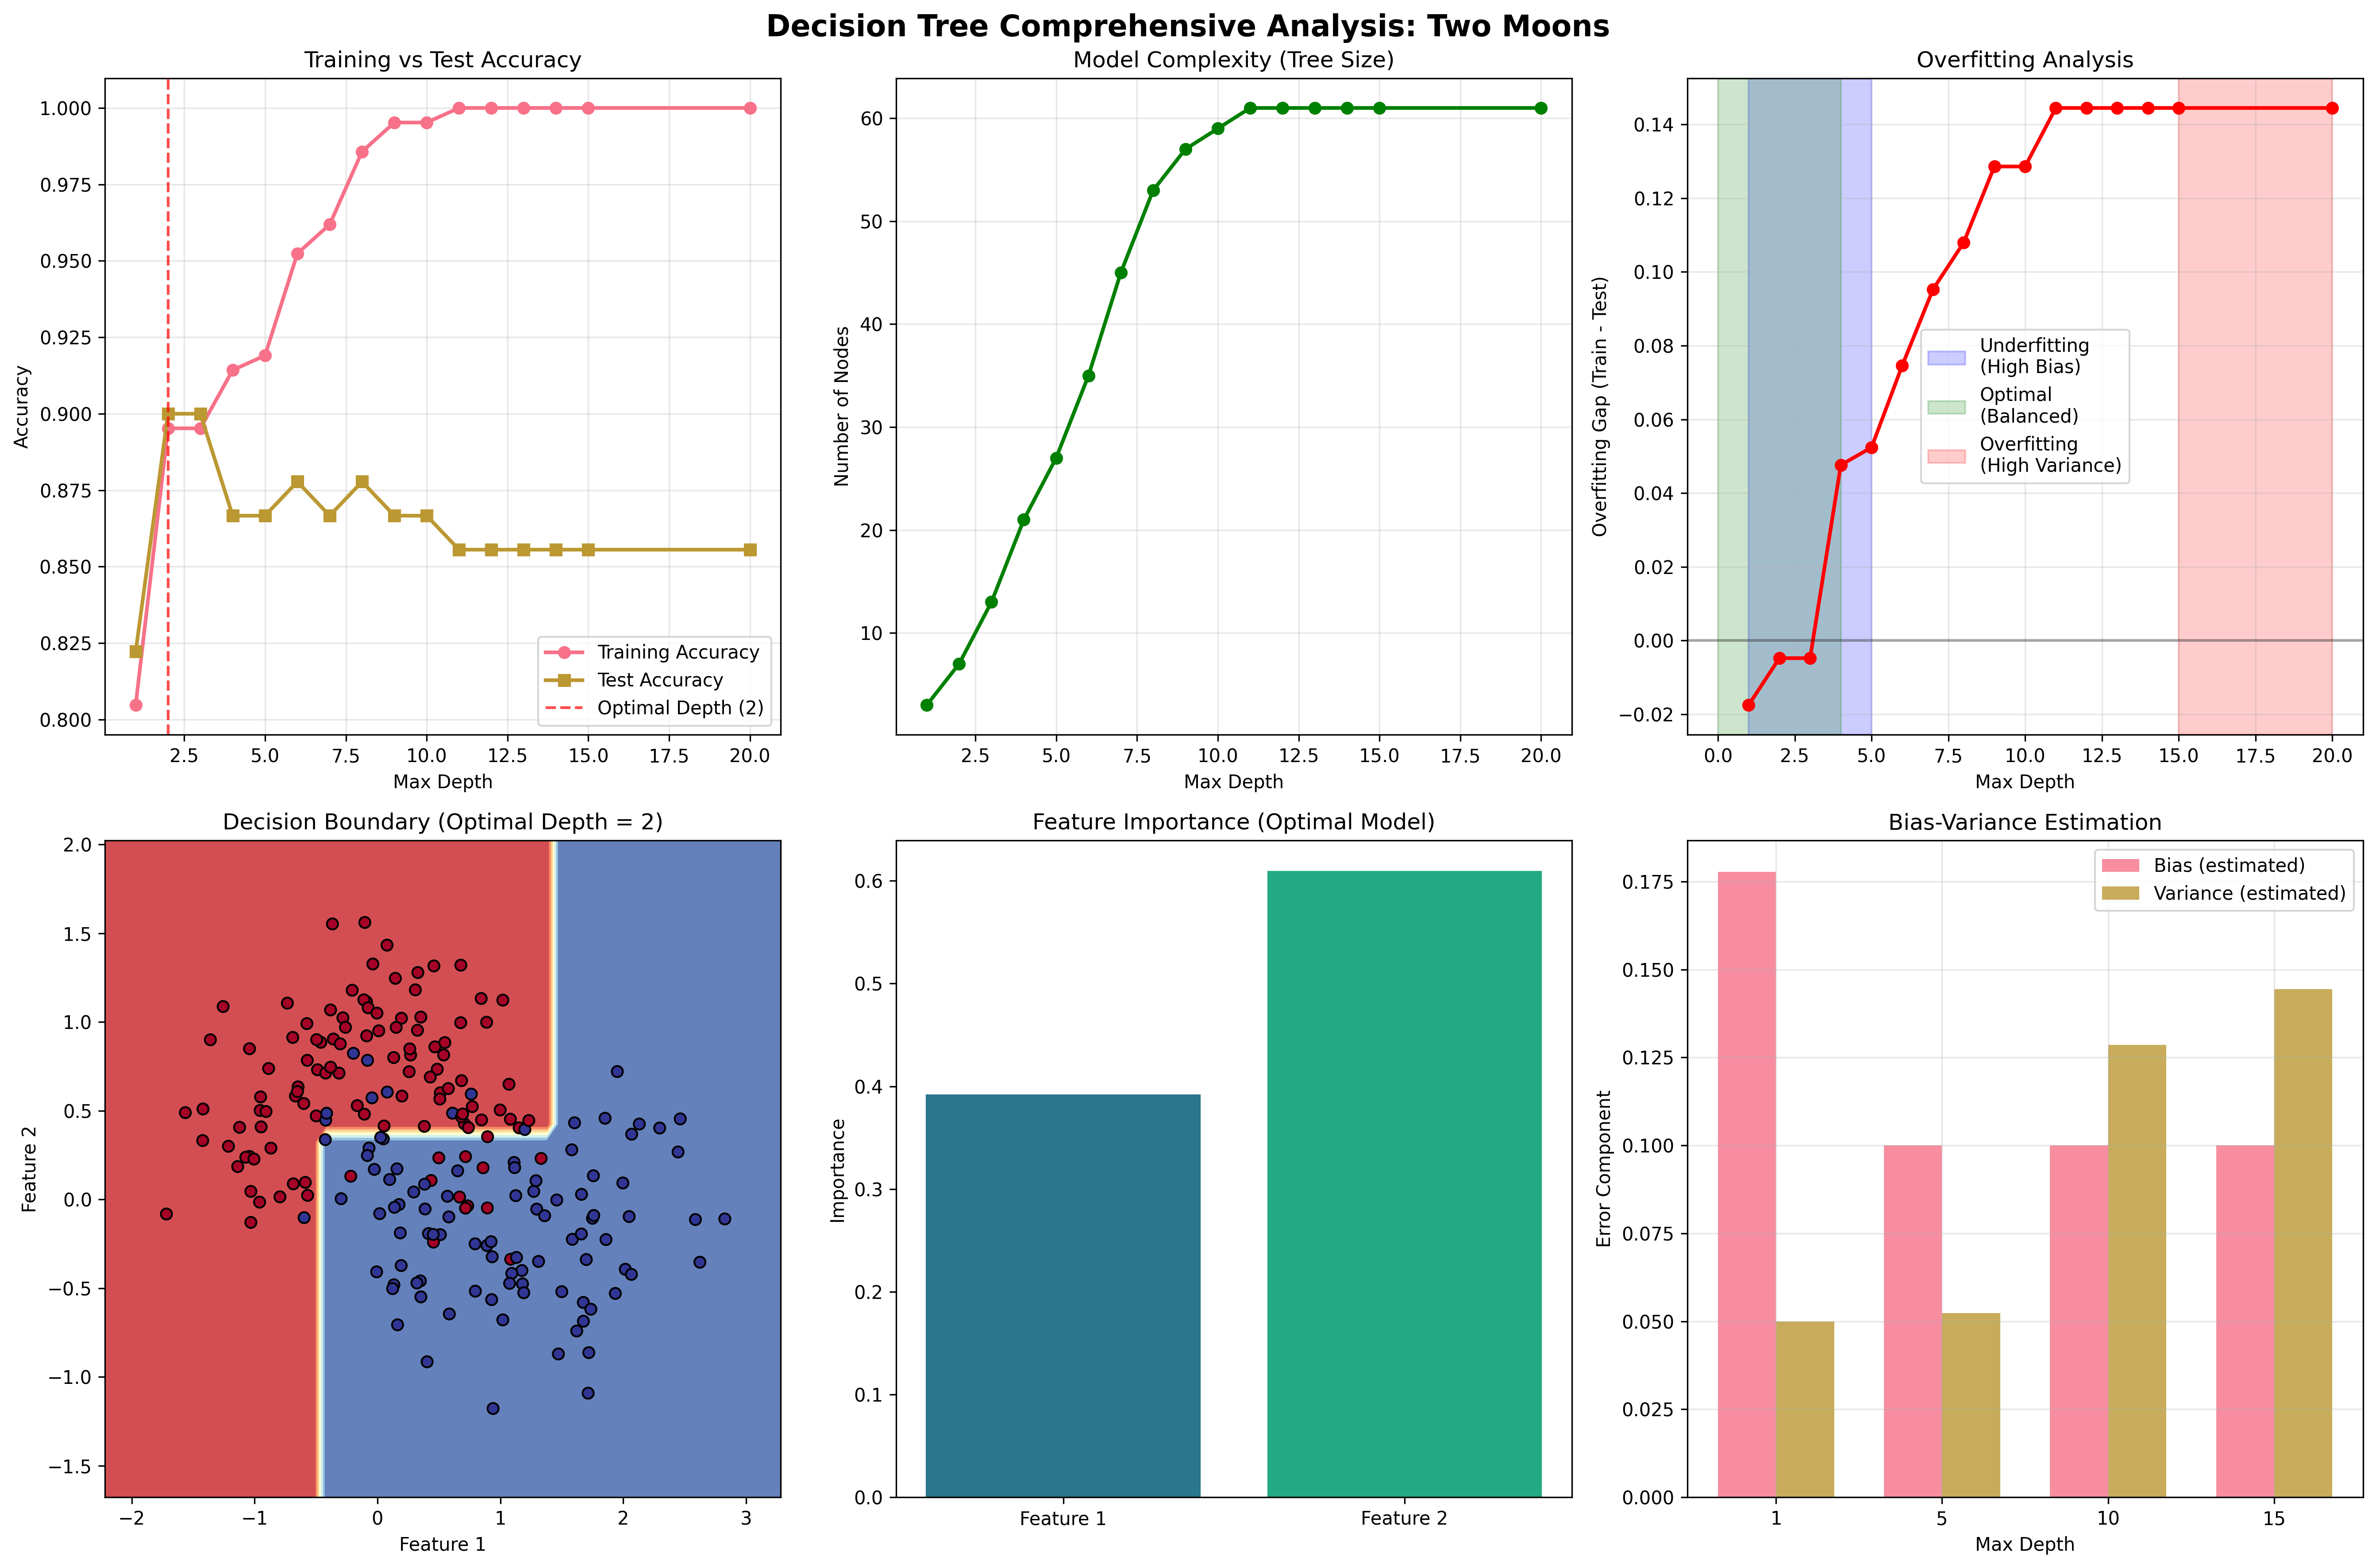 Decision Tree Comprehensive Analysis: Two Moons
Training vs Test Accuracy
1.000
0.975
0.950
0.925
0.900
0.875
0.850
0.825
0.800
Accuracy
Training Accuracy
Test Accuracy
Optimal Depth (2)
2.5 5.0 7.5 10.0 12.5 15.0 17.5 20.0
Max Depth
Model Complexity (Tree Size)
60
50
40
30
20
10
Number of Nodes
2.5 5.0 7.5 10.0 12.5 15.0 17.5 20.0
Max Depth
Overfitting Analysis
0.14
0.12
0.10
0.08
0.06
0.04
0.02
0.00
−0.02
Overfitting Gap (Train - Test)
Underfitting
(High Bias)
Optimal
(Balanced)
Overfitting
(High Variance)
0.0 2.5 5.0 7.5 10.0 12.5 15.0 17.5 20.0
Max Depth
Decision Boundary (Optimal Depth = 2)
2.0
1.5
1.0
0.5
0.0
−0.5
−1.0
−1.5
Feature 2
−2 −1 0 1 2 3
Feature 1
Feature Importance (Optimal Model)
0.6
0.5
0.4
0.3
0.2
0.1
0.0
Importance
Feature 1 Feature 2
Bias-Variance Estimation
Bias (estimated)
Variance (estimated)
0.175
0.150
0.125
0.100
0.075
0.050
0.025
0.000
Error Component
1 5 10 15
Max Depth